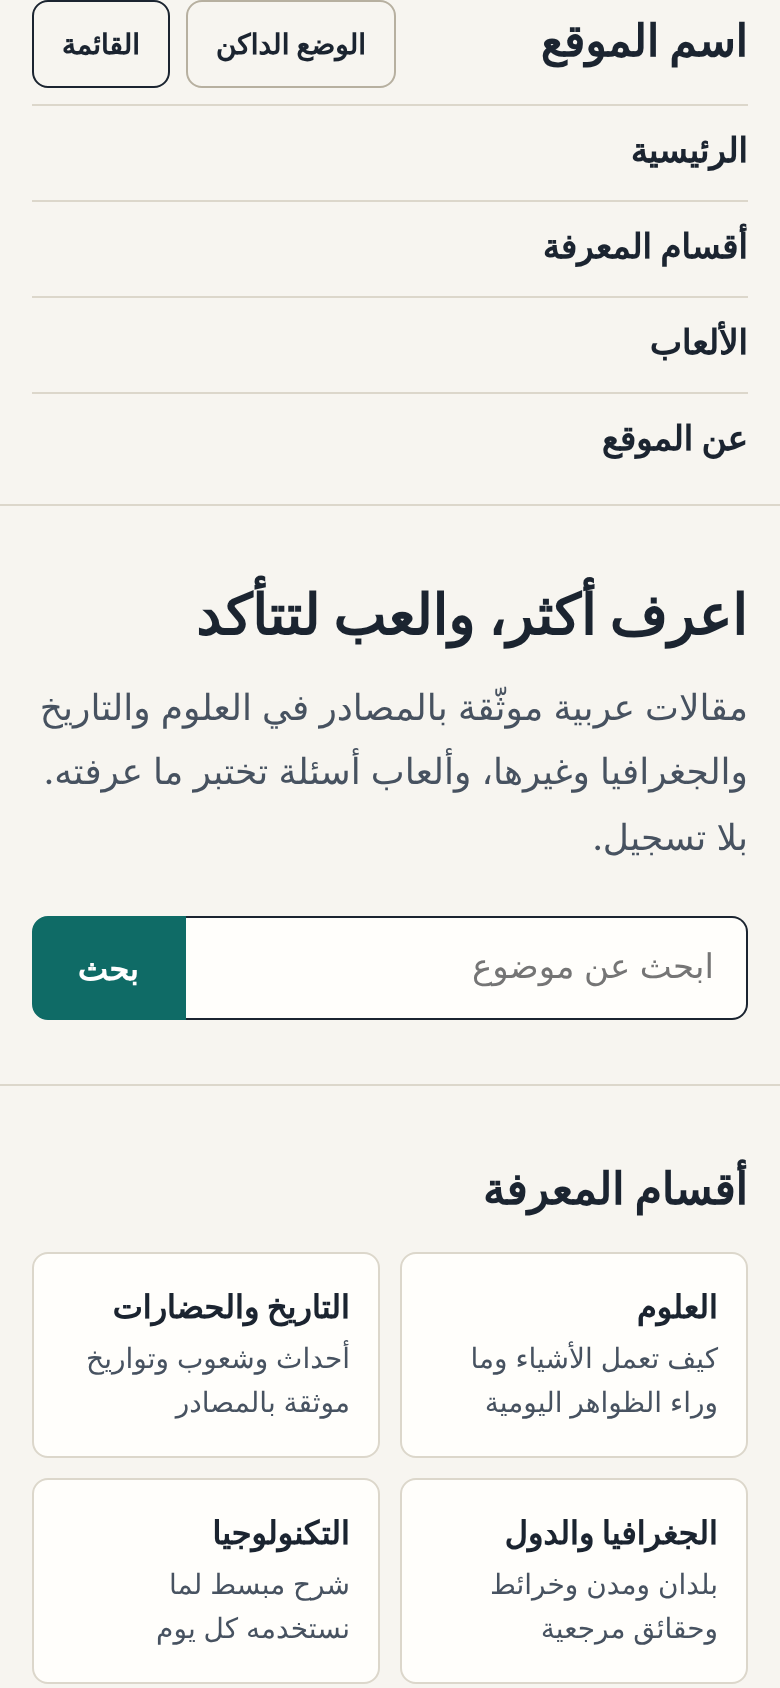 اسم الموقع
الوضع الداكن
القائمة
الرئيسية
أقسام المعرفة
الألعاب
عن الموقع
اعرف أكثر، والعب لتتأكد
مقالات عربية موثّقة بالمصادر في العلوم والتاريخ
والجغرافيا وغيرها، وألعاب أسئلة تختبر ما عرفته.
بلا تسجيل.
ابحث عن موضوع
بحث
أقسام المعرفة
العلوم
كيف تعمل الأشياء وما
وراء الظواهر اليومية
التاريخ والحضارات
أحداث وشعوب وتواريخ
موثقة بالمصادر
الجغرافيا والدول
بلدان ومدن وخرائط
وحقائق مرجعية
التكنولوجيا
شرح مبسط لما
نستخدمه كل يوم